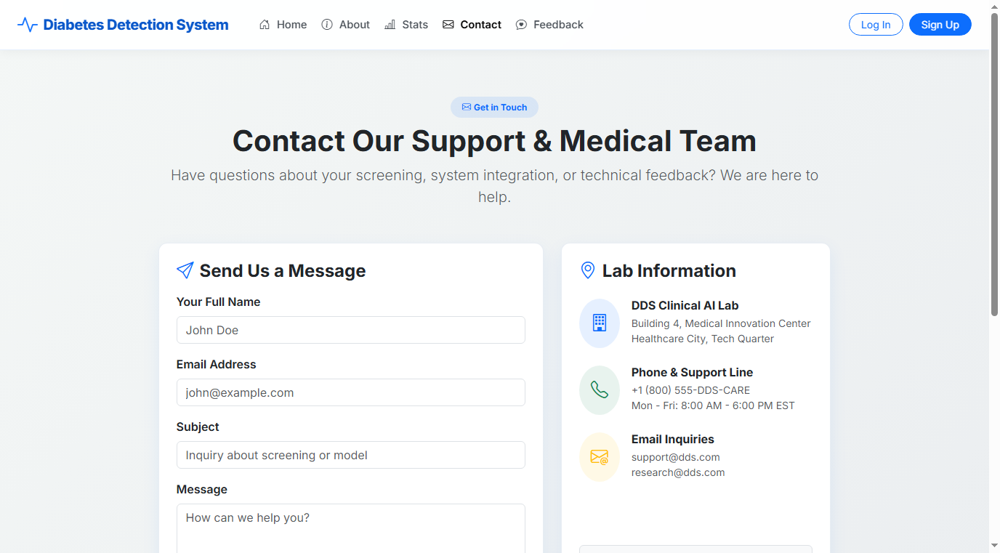 Diabetes Detection System
Home
About
Stats
Contact
Feedback
Log In
Sign Up
Get in Touch
Contact Our Support & Medical Team
Have questions about your screening, system integration, or technical feedback? We are here to
help.
Send Us a Message
Your Full Name
John Doe
Email Address
john@example.com
Subject
Inquiry about screening or model
Message
How can we help you?
Lab Information
DDS Clinical AI Lab
Building 4, Medical Innovation Center
Healthcare City, Tech Quarter
Phone & Support Line
+1 (800) 555-DDS-CARE
Mon - Fri: 8:00 AM - 6:00 PM EST
Email Inquiries
support@dds.com
research@dds.com